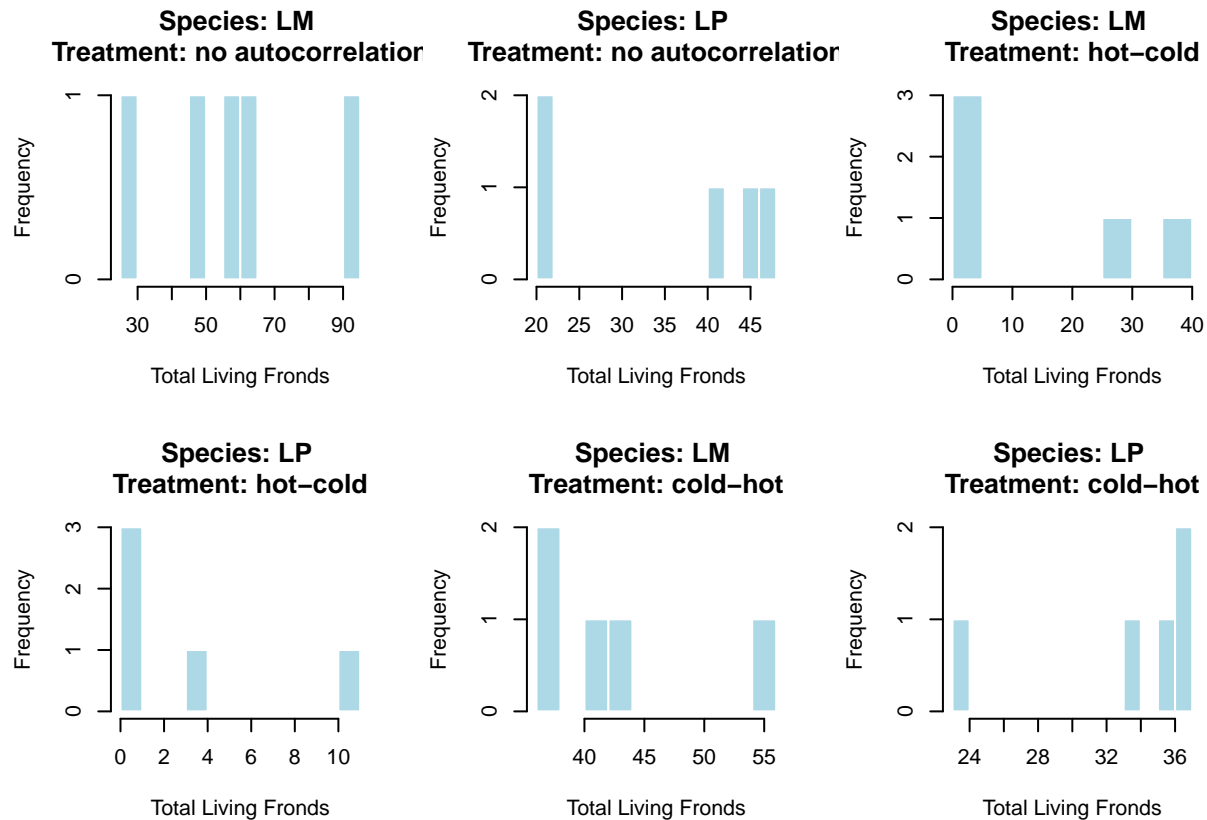 Species: LM
Treatment: no autocorrelation
Frequency
1
0
30 50 70 90
Total Living Fronds
Species: LP
Treatment: no autocorrelation
Frequency
2
1
0
20 25 30 35 40 45
Total Living Fronds
Species: LM
Treatment: hot−cold
Frequency
3
2
1
0
0 10 20 30 40
Total Living Fronds
Species: LP
Treatment: hot−cold
Frequency
3
2
1
0
0 2 4 6 8 10
Total Living Fronds
Species: LM
Treatment: cold−hot
Frequency
2
1
0
40 45 50 55
Total Living Fronds
Species: LP
Treatment: cold−hot
Frequency
2
1
0
24 28 32 36
Total Living Fronds